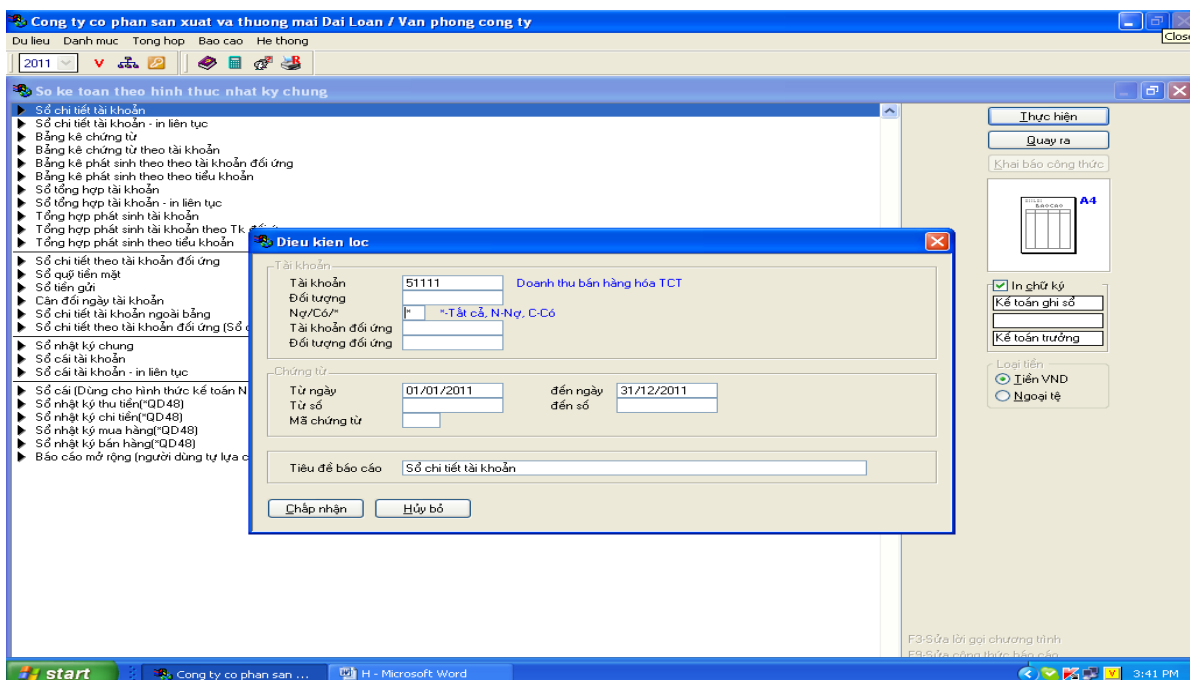 Cong ty co phan san xuat va thuong mai Dai Loan / Van phong cong ty
Du lieu Danh muc Tong hop Bao cao He thong
Close
2011
So ke toan theo hinh thuc nhat ky chung
Sổ chi tiết tài khoản
Sổ chi tiết tài khoản - in liên tục
Bảng kê chứng từ
Bảng kê chứng từ theo tài khoản
Bảng kê phát sinh theo theo tài khoản đối ứng
Bảng kê phát sinh theo theo tiểu khoản
Sổ tổng hợp tài khoản
Sổ tổng hợp tài khoản - in liên tục
Tổng hợp phát sinh tài khoản
Tổng hợp phát sinh tài khoản theo Tk
Tổng hợp phát sinh theo tiểu khoản
Sổ chi tiết theo tài khoản đối ứng
Sổ quỹ tiền mặt
Sổ tiền gửi
Cân đối ngày tài khoản
Sổ chi tiết tài khoản ngoài bảng
Sổ chi tiết theo tài khoản đối ứng (Sổ
Sổ nhật ký chung
Sổ cái tài khoản
Sổ cái tài khoản - in liên tục
Sổ cái (Dùng cho hình thức kế toán N
Sổ nhật ký thu tiền(*QD48)
Sổ nhật ký chi tiền(*QD48)
Sổ nhật ký mua hàng(*QD48)
Sổ nhật ký bán hàng(*QD48)
Báo cáo mở rộng (người dùng tự lựa c
Dieu kien loc
Tài khoản
Tài khoản 51111 Doanh thu bán hàng hóa TCT
Đối tượng
Nợ/Có/* * *-Tất cả, N-Nợ, C-Có
Tài khoản đối ứng
Đối tượng đối ứng
Chứng từ
Từ ngày 01/01/2011 đến ngày 31/12/2011
Từ số đến số
Mã chứng từ
Tiêu đề báo cáo Sổ chi tiết tài khoản
Chấp nhận Hủy bỏ
Thực hiện
Quay ra
Khai báo công thức
BAOCAO A4
In chữ ký
Kế toán ghi sổ
Kế toán trưởng
Loại tiền
Tiền VND
Ngoại tệ
F3-Sửa lời gọi chương trình
F9-Sửa công thức báo cáo
start Cong ty co phan san ... H - Microsoft Word V 3:41 PM